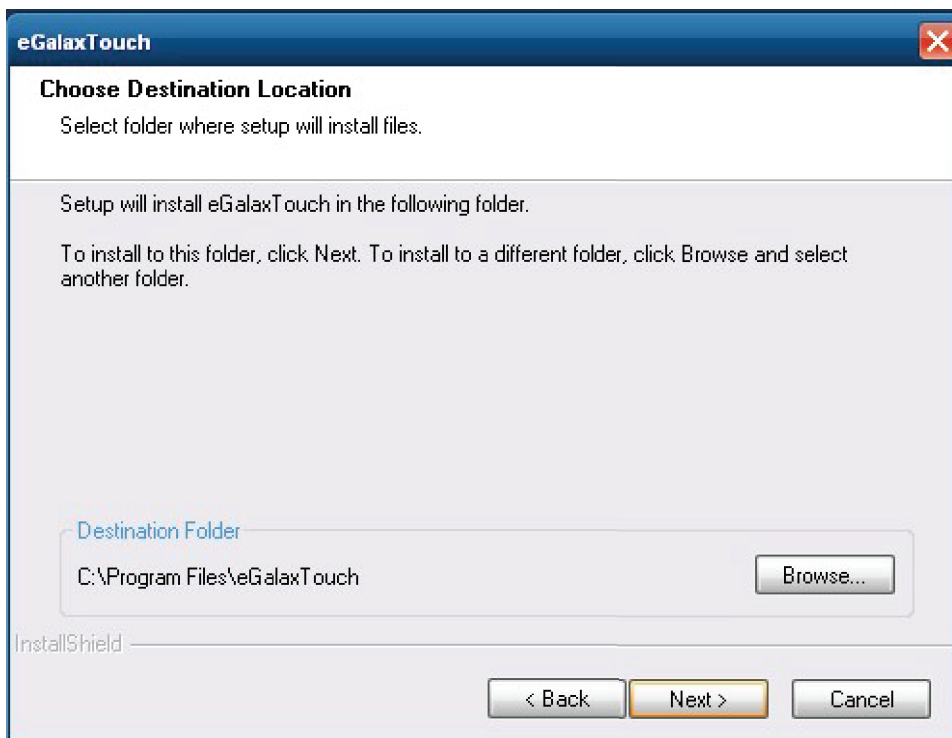 eGalaxTouch
Choose Destination Location
Select folder where setup will install files.
Setup will install eGalaxTouch in the following folder.
To install to this folder, click Next. To install to a different folder, click Browse and select
another folder.
Destination Folder
C:\Program Files\eGalaxTouch
Browse...
InstallShield
< Back
Next >
Cancel